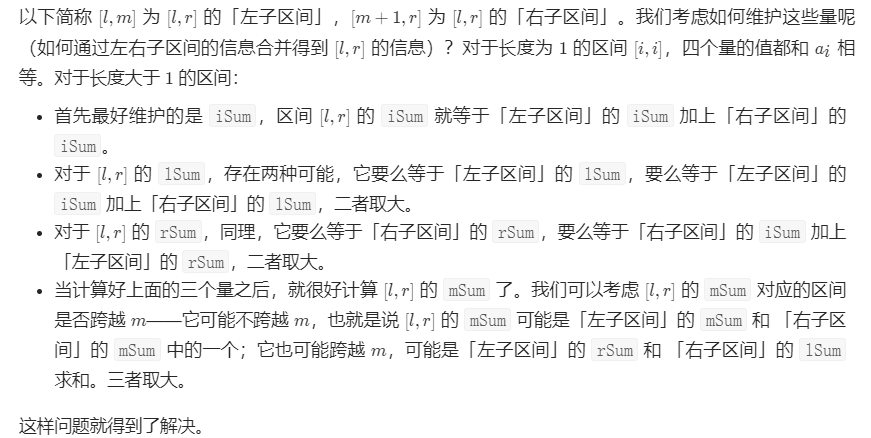 以下简称 [l, m] 为 [l, r] 的「左子区间」，[m + 1, r] 为 [l, r] 的「右子区间」。我们考虑如何维护这些量呢
（如何通过左右子区间的信息合并得到 [l, r] 的信息）？对于长度为 1 的区间 [i, i]，四个量的值都和 a_i 相
等。对于长度大于 1 的区间：
• 首先最好维护的是 iSum，区间 [l, r] 的 iSum 就等于「左子区间」的 iSum 加上「右子区间」的
iSum。
• 对于 [l, r] 的 lSum，存在两种可能，它要么等于「左子区间」的 lSum，要么等于「左子区间」的
iSum 加上「右子区间」的 lSum，二者取大。
• 对于 [l, r] 的 rSum，同理，它要么等于「右子区间」的 rSum，要么等于「右子区间」的 iSum 加上
「左子区间」的 rSum，二者取大。
• 当计算好上面的三个量之后，就很好计算 [l, r] 的 mSum 了。我们可以考虑 [l, r] 的 mSum 对应的区间
是否跨越 m——它可能不跨越 m，也就是说 [l, r] 的 mSum 可能是「左子区间」的 mSum 和 「右子区
间」的 mSum 中的一个；它也可能跨越 m，可能是「左子区间」的 rSum 和 「右子区间」的 lSum
求和。三者取大。
这样问题就得到了解决。